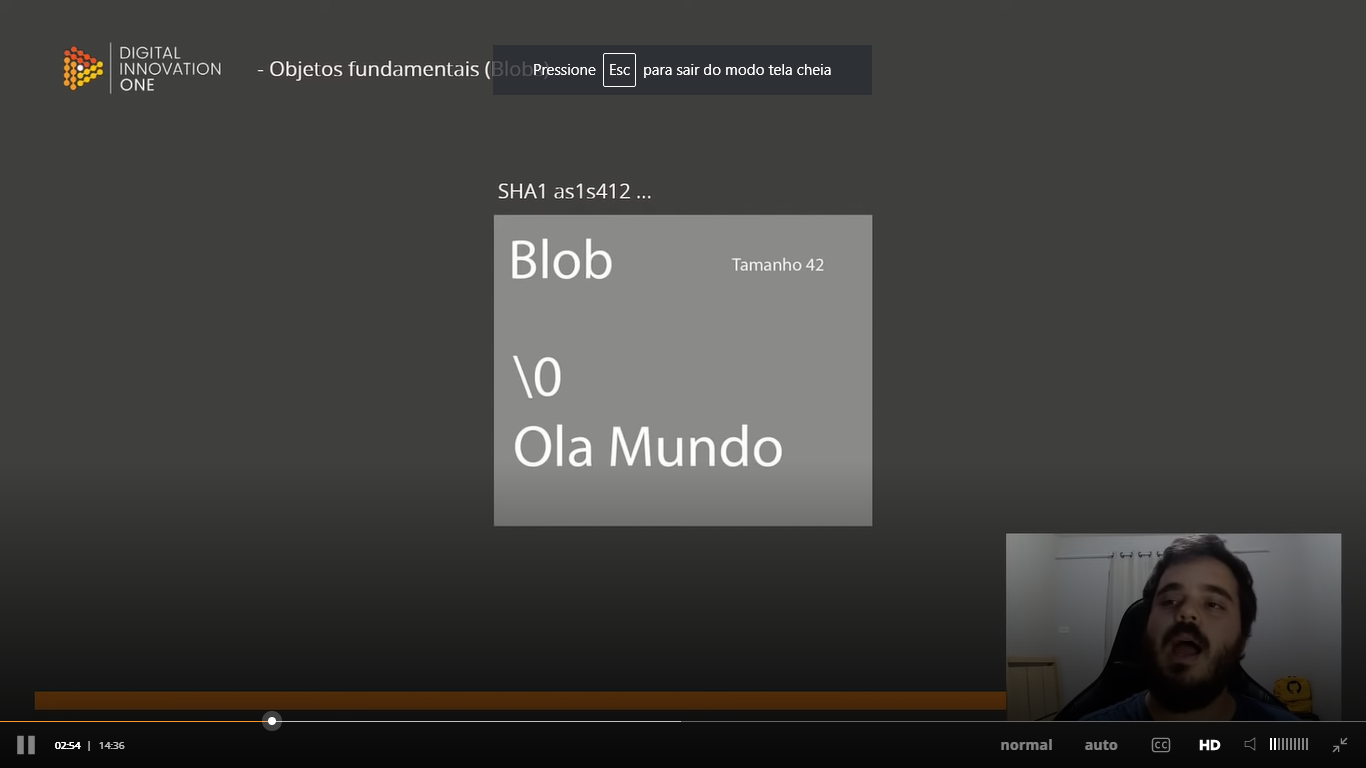 DIGITAL
INNOVATION
ONE
- Objetos fundamentais (Blobs)
Pressione Esc para sair do modo tela cheia
SHA1 as1s412 ...
Blob
Tamanho 42
\0
Ola Mundo
02:54 | 14:36
normal
auto
CC
HD